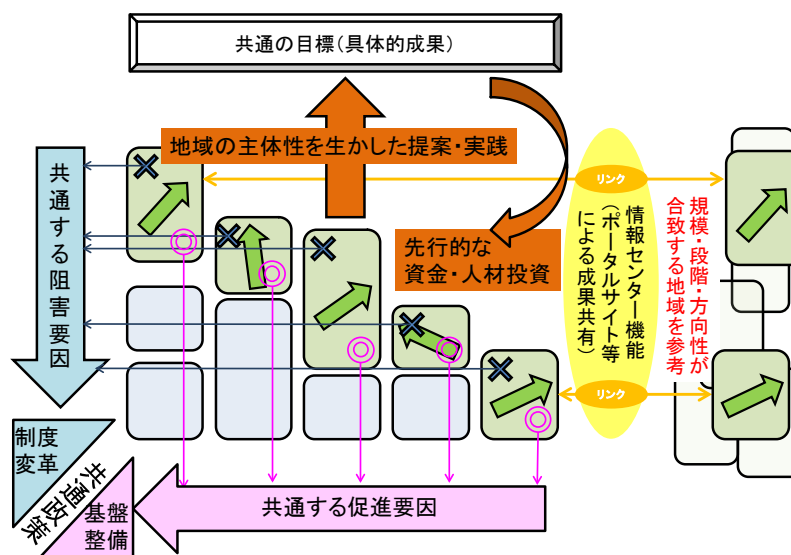 共通の目標(具体的成果)
地域の主体性を生かした提案・実践
共通する阻害要因
先行的な
資金・人材投資
リンク
情報センター機能
(ポータルサイト等
による成果共有)
規模・段階・方向性が
合致する地域を参考
リンク
制度
変革
共通政策
基盤
整備
共通する促進要因